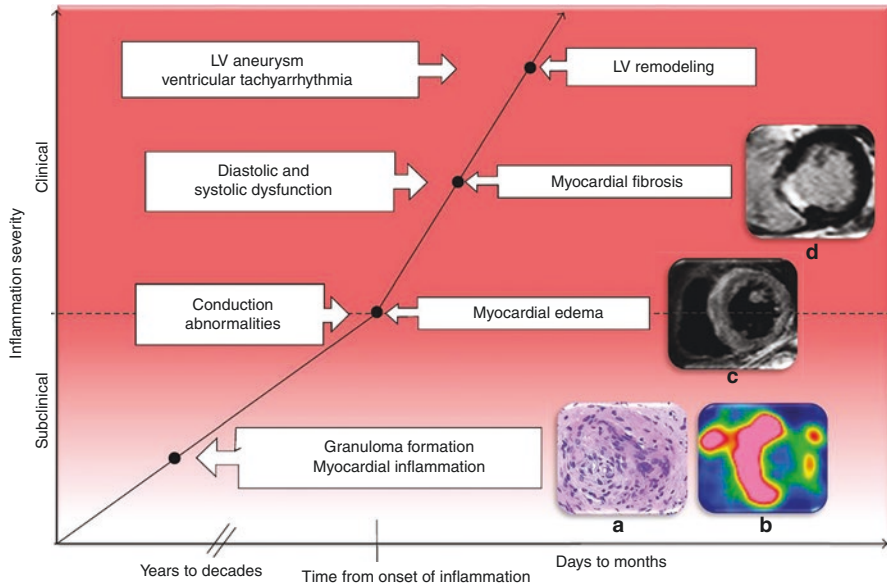 LV aneurysm
ventricular tachyarrhythmia
LV remodeling
Clinical
Diastolic and
systolic dysfunction
Myocardial fibrosis
d
Inflammation severity
Conduction
abnormalities
Myocardial edema
c
Subclinical
Granuloma formation
Myocardial inflammation
a
b
Years to decades
Time from onset of inflammation
Days to months